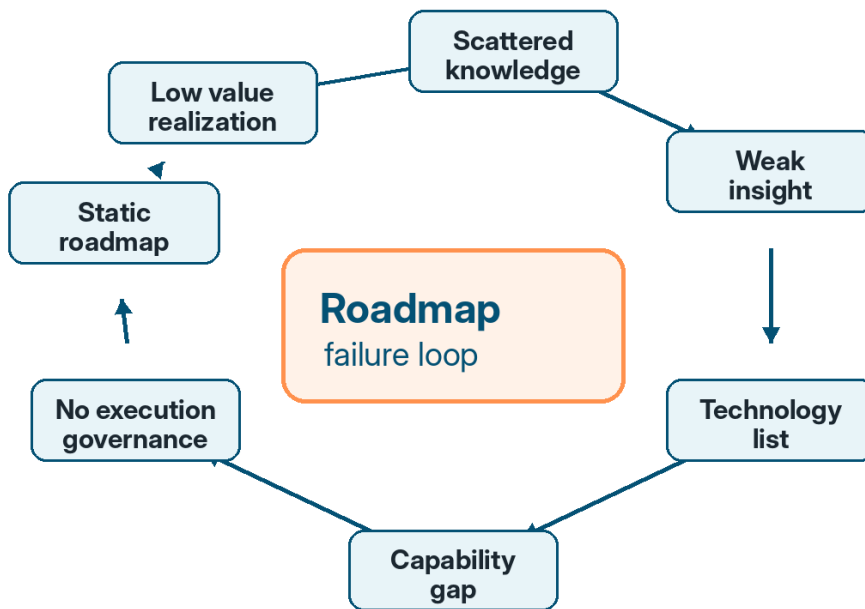 Scattered
knowledge
Low value
realization
Weak
insight
Static
roadmap
Roadmap
failure loop
No execution
governance
Technology
list
Capability
gap